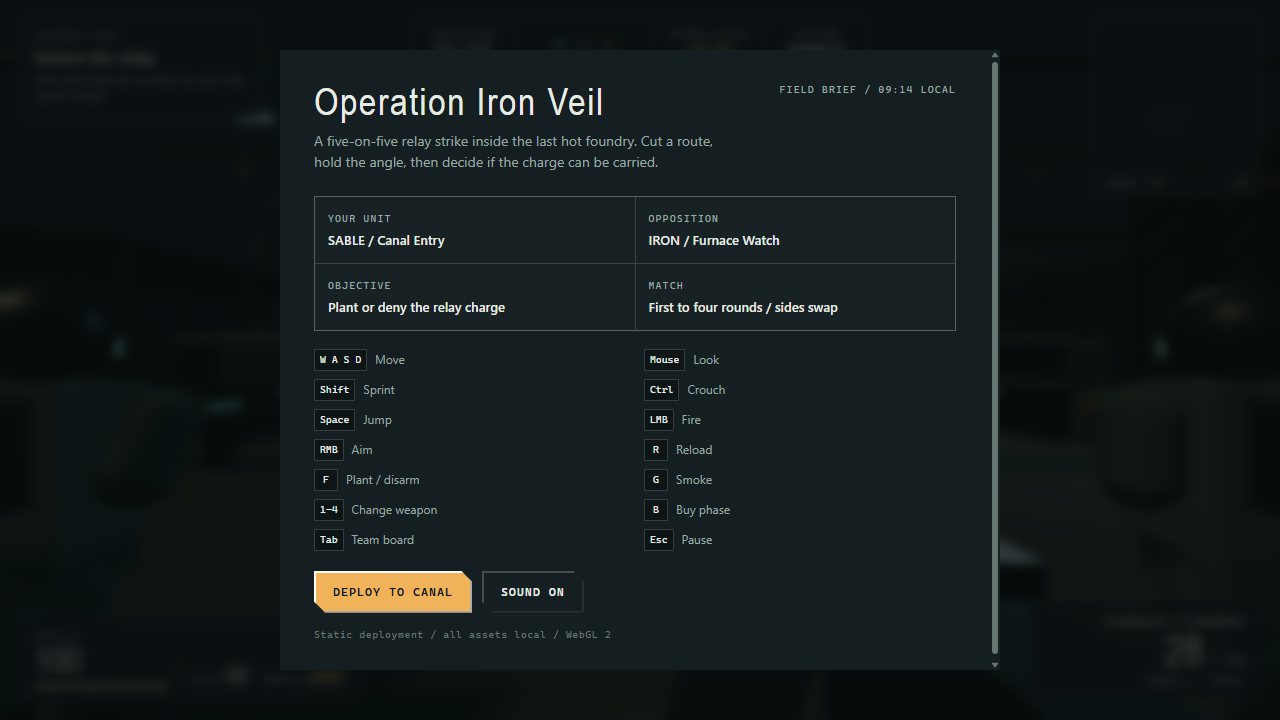 Operation Iron Veil
FIELD BRIEF / 09:14 LOCAL
A five-on-five relay strike inside the last hot foundry. Cut a route,
hold the angle, then decide if the charge can be carried.
YOUR UNIT
SABLE / Canal Entry
OPPOSITION
IRON / Furnace Watch
OBJECTIVE
Plant or deny the relay charge
MATCH
First to four rounds / sides swap
W A S D Move
Mouse Look
Shift Sprint
Ctrl Crouch
Space Jump
LMB Fire
RMB Aim
R Reload
F Plant / disarm
G Smoke
1–4 Change weapon
B Buy phase
Tab Team board
Esc Pause
DEPLOY TO CANAL
SOUND ON
Static deployment / all assets local / WebGL 2
100
28